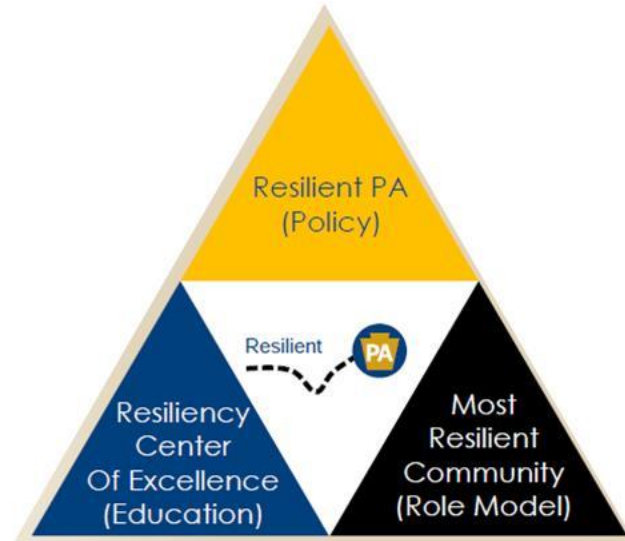 Resilient PA
(Policy)
Resilient
PA
Resiliency
Center
Of Excellence
(Education)
Most
Resilient
Community
(Role Model)